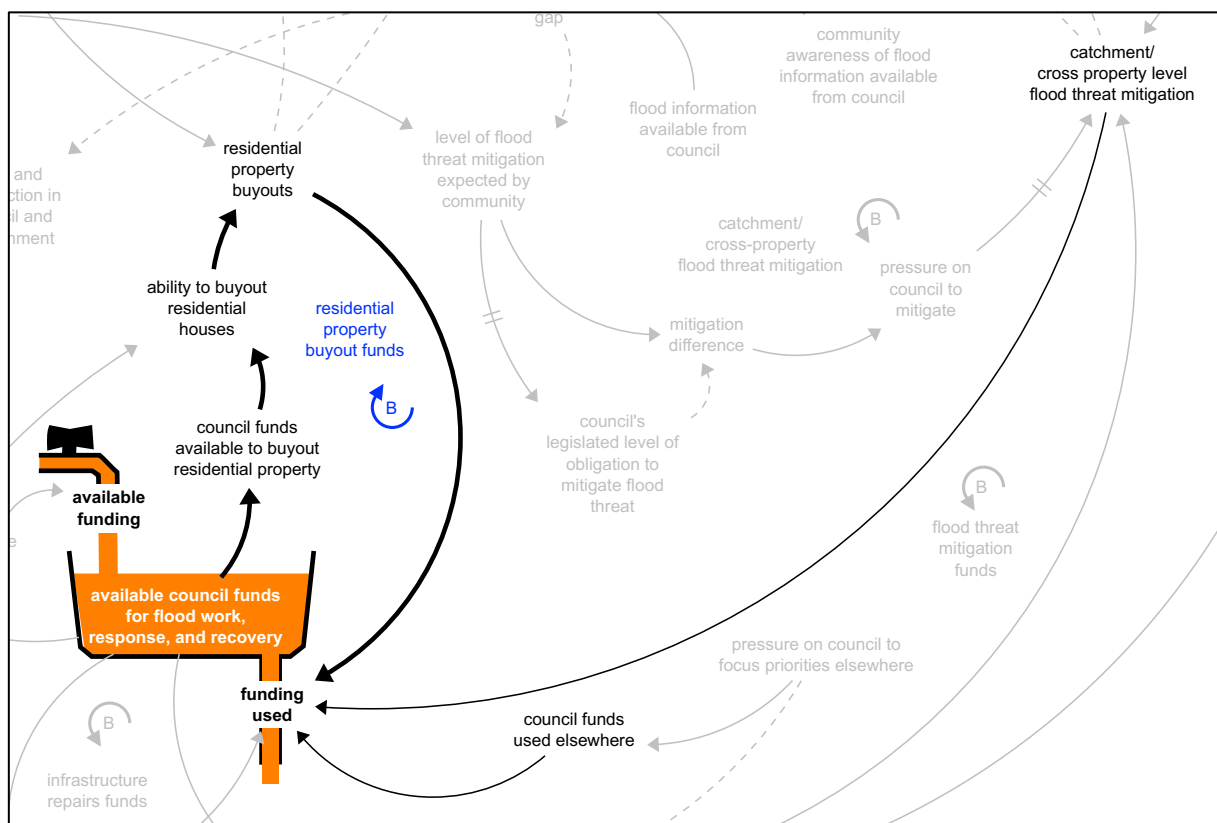 gap
community
awareness of flood
information available
from council
catchment/
cross property level
flood threat mitigation
flood information
available from
council
level of flood
threat mitigation
expected by
community
residential
property
buyouts
and
ction in
il and
nment
catchment/
cross-property
flood threat mitigation
B
pressure on
council to
mitigate
ability to buyout
residential
houses
residential
property
buyout funds
B
mitigation
difference
council funds
available to buyout
residential property
council's
legislated level of
obligation to
mitigate flood
threat
B
flood threat
mitigation
funds
available
funding
e
available council funds
for flood work,
response, and recovery
pressure on council to
focus priorities elsewhere
funding
used
council funds
used elsewhere
B
infrastructure
repairs funds